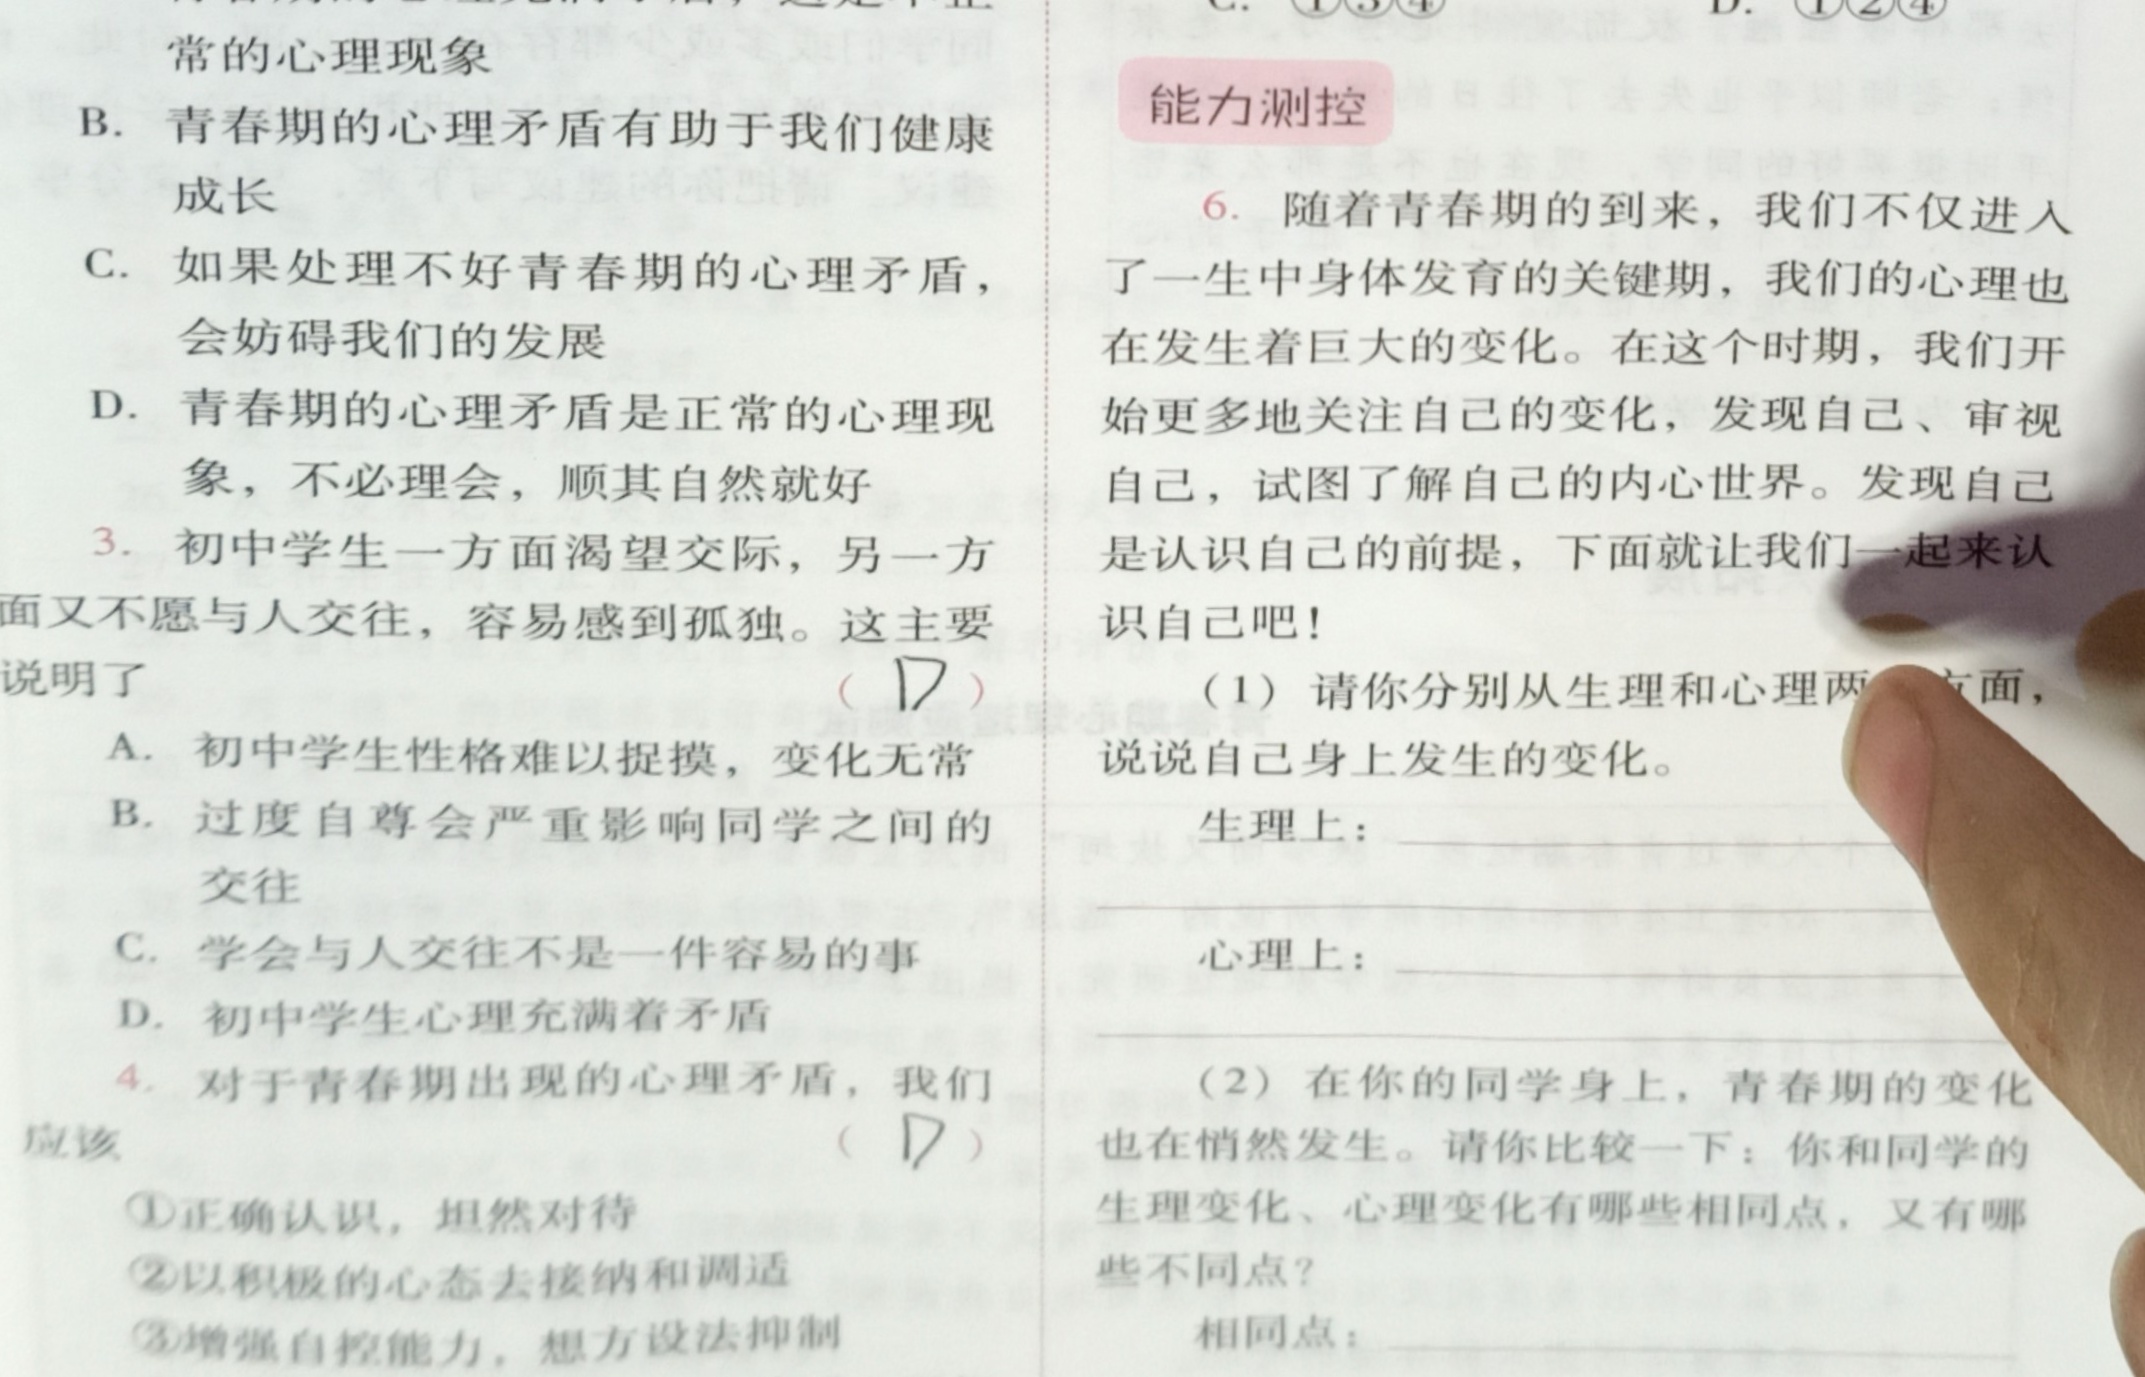 常的心理现象
B. 青春期的心理矛盾有助于我们健康
成长
C. 如果处理不好青春期的心理矛盾，
会妨碍我们的发展
D. 青春期的心理矛盾是正常的心理现
象，不必理会，顺其自然就好
3. 初中学生一方面渴望交际，另一方
面又不愿与人交往，容易感到孤独。这主要
说明了 （ D ）
A. 初中学生性格难以捉摸，变化无常
B. 过度自尊会严重影响同学之间的
交往
C. 学会与人交往不是一件容易的事
D. 初中学生心理充满着矛盾
4. 对于青春期出现的心理矛盾，我们
应该 （ D ）
①正确认识，坦然对待
②以积极的心态去接纳和调适
③增强自控能力，想方设法抑制
C. ①③④ D. ①②④
能力测控
6. 随着青春期的到来，我们不仅进入
了一生中身体发育的关键期，我们的心理也
在发生着巨大的变化。在这个时期，我们开
始更多地关注自己的变化，发现自己、审视
自己，试图了解自己的内心世界。发现自己
是认识自己的前提，下面就让我们一起来认
识自己吧！
（1）请你分别从生理和心理两方面，
说说自己身上发生的变化。
生理上：
心理上：
（2）在你的同学身上，青春期的变化
也在悄然发生。请你比较一下：你和同学的
生理变化、心理变化有哪些相同点，又有哪
些不同点？
相同点：